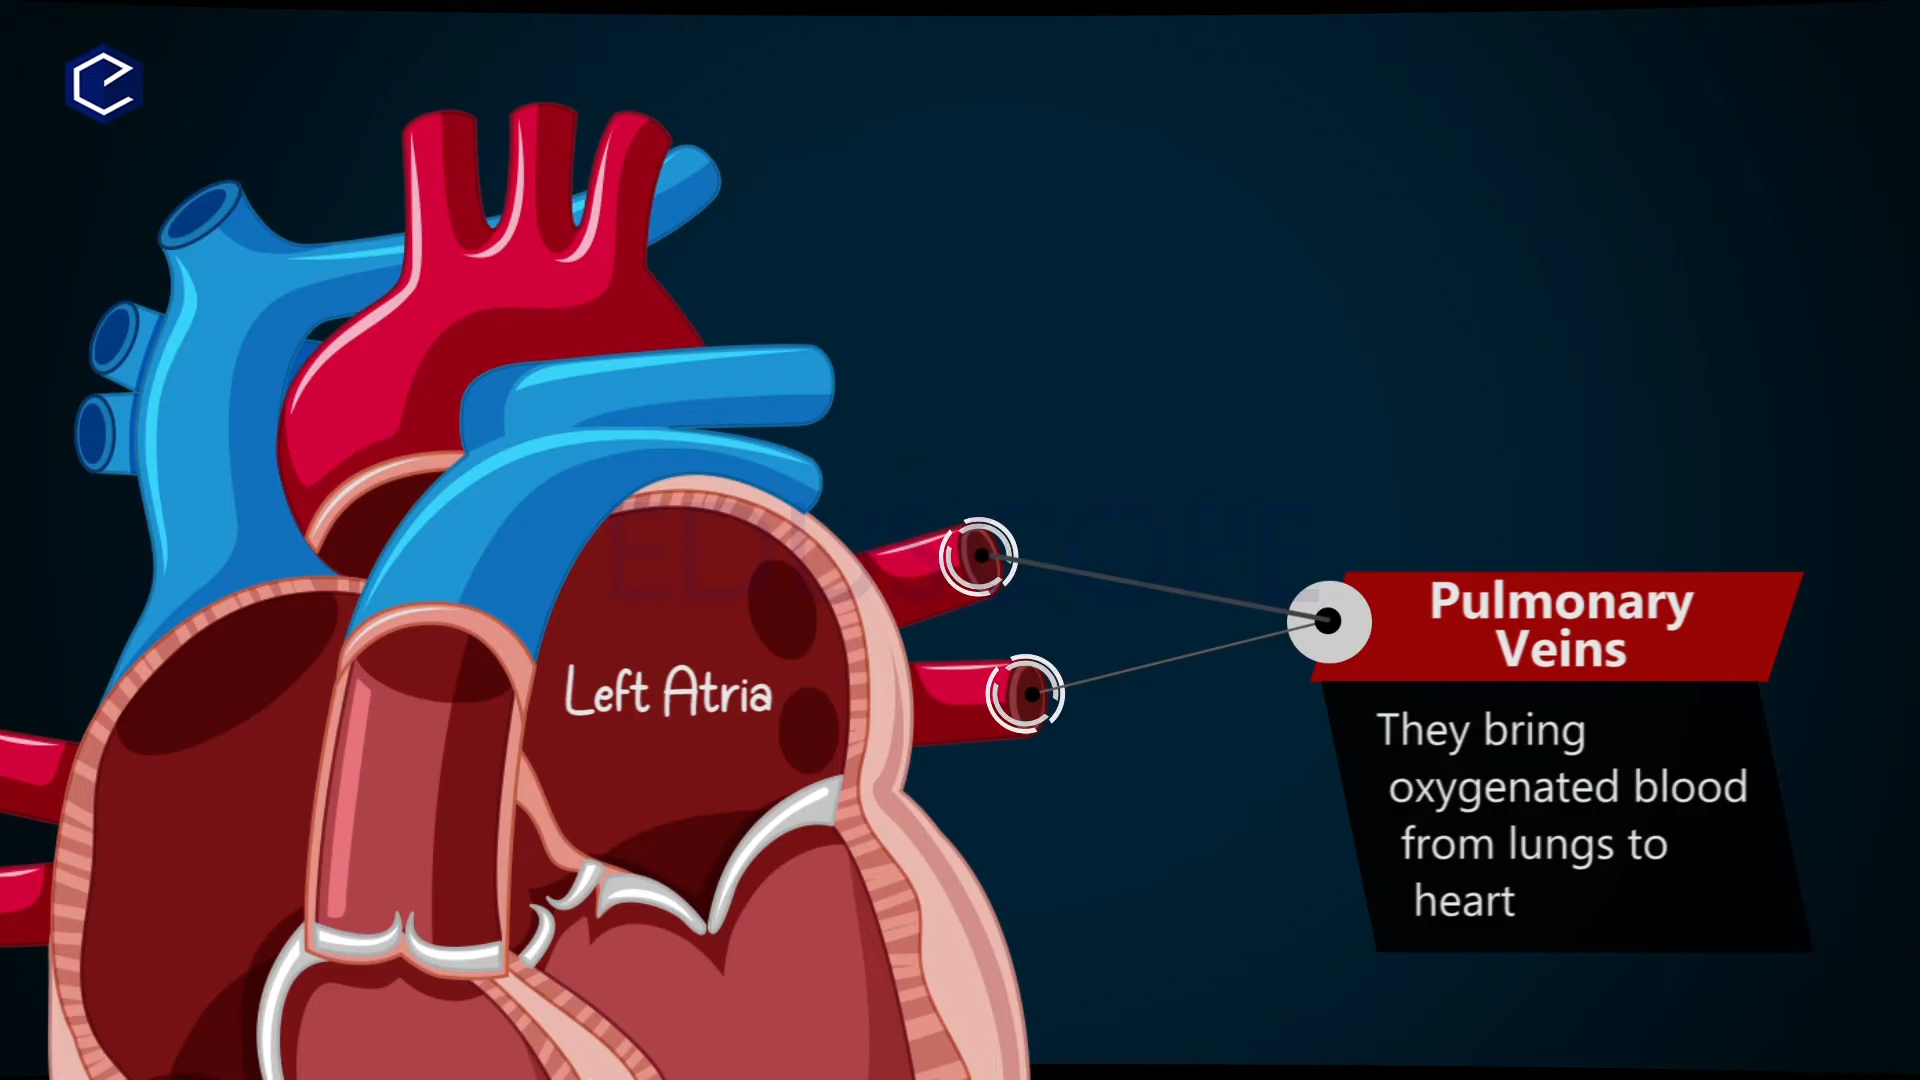 Left Atria
Pulmonary
Veins
They bring
oxygenated blood
from lungs to
heart